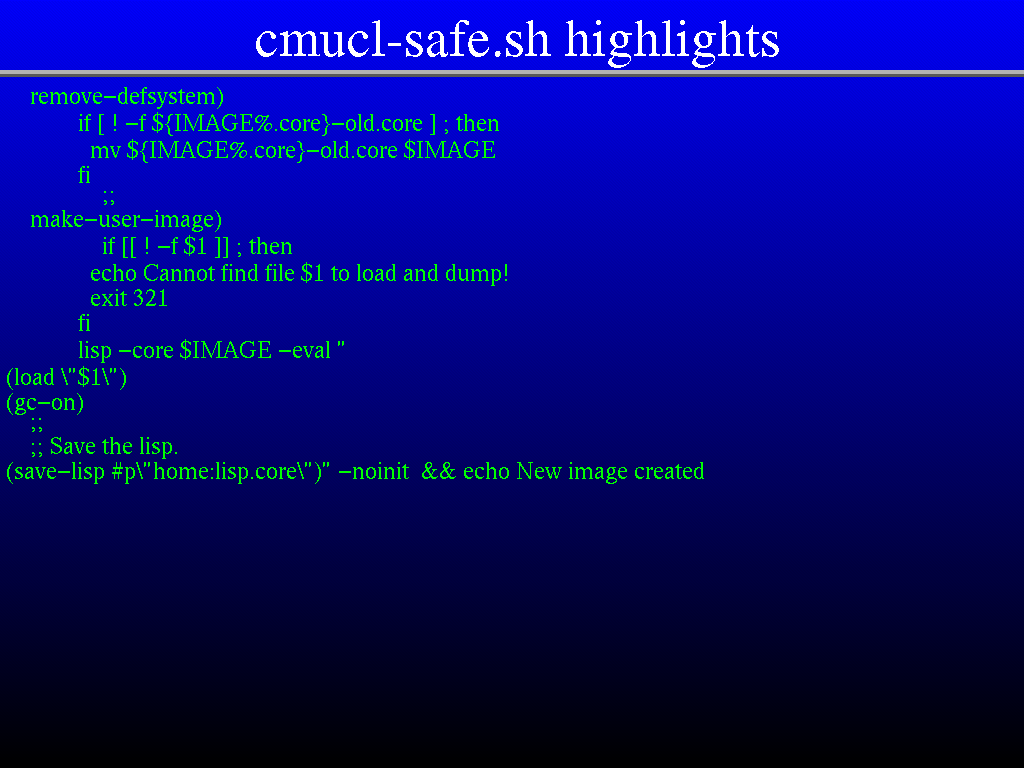 cmucl-safe.sh highlights
remove−defsystem)
if [ ! −f ${IMAGE%.core}−old.core ] ; then
mv ${IMAGE%.core}−old.core $IMAGE
fi
;;
make−user−image)
if [[ ! −f $1 ]] ; then
echo Cannot find file $1 to load and dump!
exit 321
fi
lisp −core $IMAGE −eval "
(load \"$1\")
(gc−on)
;;
;; Save the lisp.
(save−lisp #p\"home:lisp.core\")" −noinit && echo New image created